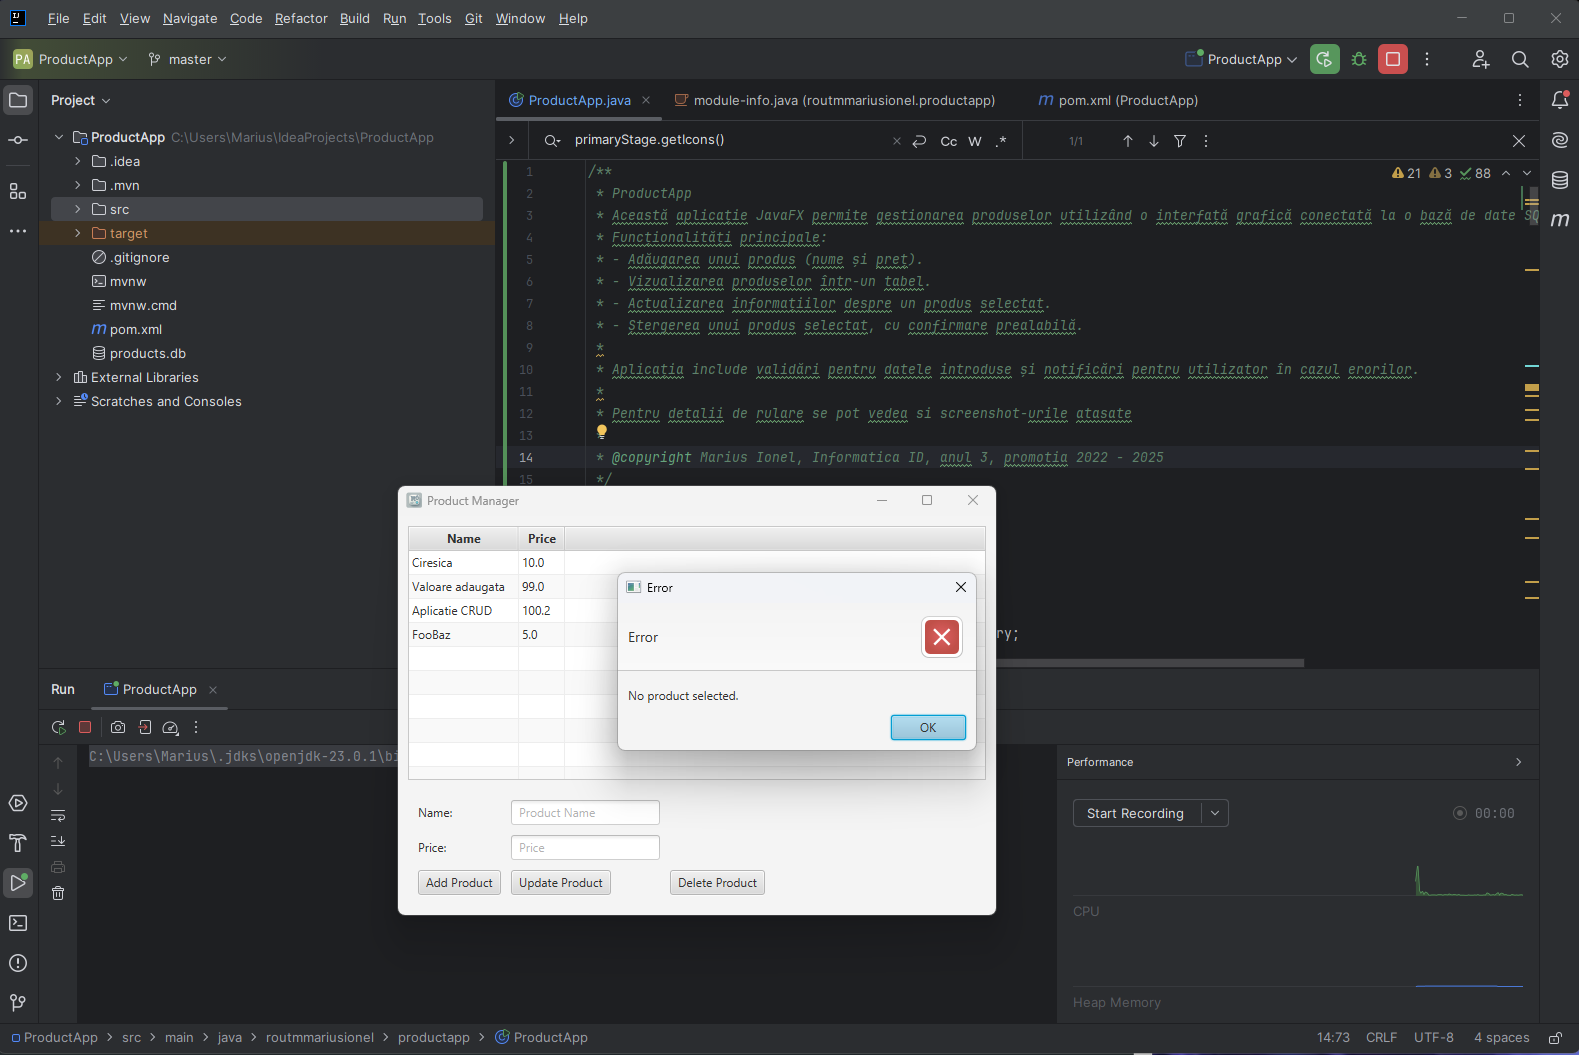 File Edit View Navigate Code Refactor Build Run Tools Git Window Help
PA ProductApp master ProductApp
Project
ProductApp.java module-info.java (routmmariusionel.productapp) pom.xml (ProductApp)
ProductApp C:\Users\Marius\IdeaProjects\ProductApp
.idea
.mvn
src
target
.gitignore
mvnw
mvnw.cmd
pom.xml
products.db
External Libraries
Scratches and Consoles
primaryStage.getIcons() Cc W .* 1/1
21 3 88
1 /**
2 * ProductApp
3 * Această aplicație JavaFX permite gestionarea produselor utilizând o interfață grafică conectată la o bază de date SQ
4 * Funcționalități principale:
5 * - Adăugarea unui produs (nume și preț).
6 * - Vizualizarea produselor într-un tabel.
7 * - Actualizarea informațiilor despre un produs selectat.
8 * - Stergerea unui produs selectat, cu confirmare prealabilă.
9 *
10 * Aplicația include validări pentru datele introduse și notificări pentru utilizator în cazul erorilor.
11 *
12 * Pentru detalii de rulare se pot vedea si screenshot-urile atasate
13
14 * @copyright Marius Ionel, Informatica ID, anul 3, promotia 2022 - 2025
15 */
ry;
Product Manager
Name Price
Ciresica 10.0
Valoare adaugata 99.0
Aplicatie CRUD 100.2
FooBaz 5.0
Error
Error
No product selected.
OK
Name: Product Name
Price: Price
Add Product Update Product Delete Product
Run ProductApp
C:\Users\Marius\.jdks\openjdk-23.0.1\bi
Performance
Start Recording 00:00
CPU
Heap Memory
ProductApp src main java routmmariusionel productapp ProductApp 14:73 CRLF UTF-8 4 spaces